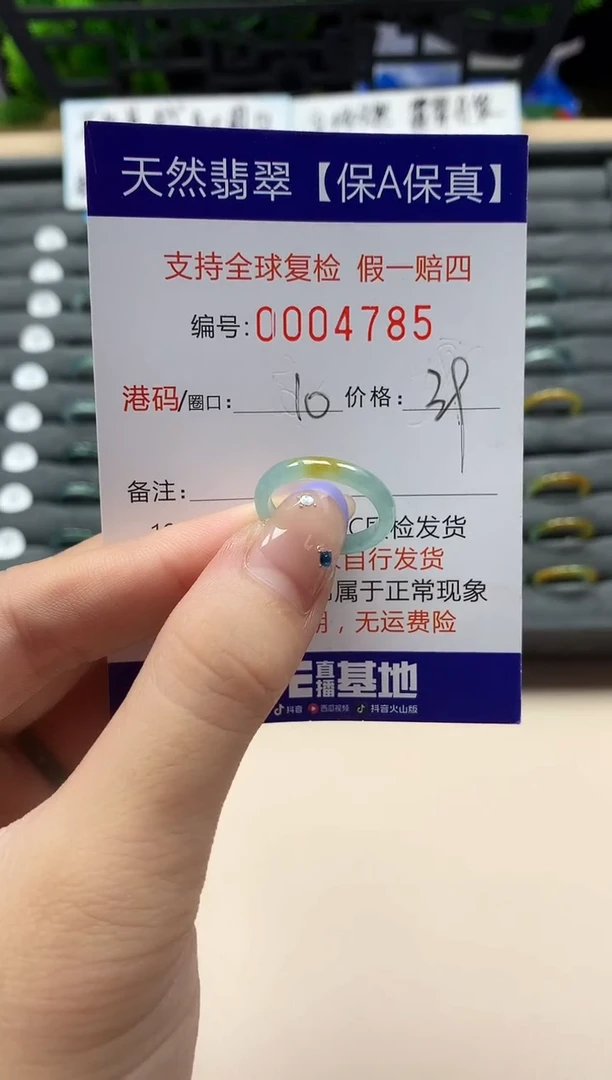 天然翡翠【保A保真】
支持全球复检 假一赔四
编号:0004785
港码/圈口: 10 价格: 39
备注:
检发货
自行发货
属于正常现象
，无运费险
直播基地
抖音 西瓜视频 抖音火山版